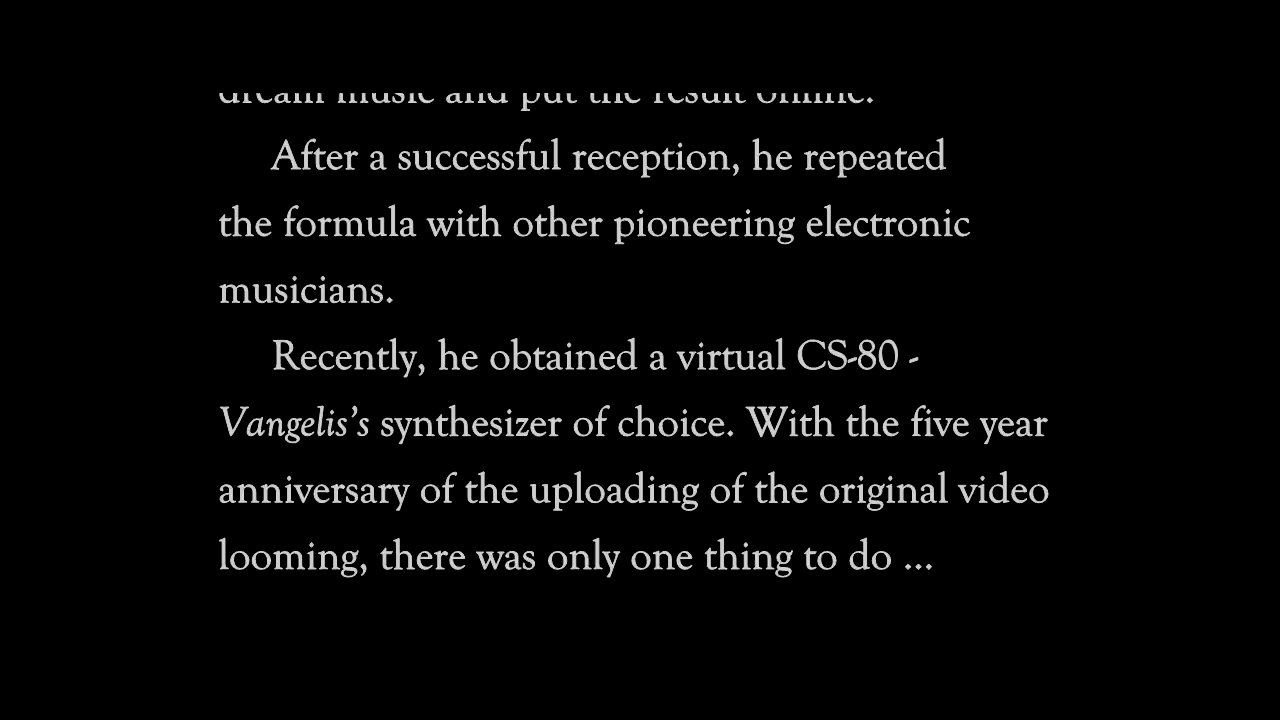 dream music and put the result online.
After a successful reception, he repeated
the formula with other pioneering electronic
musicians.
Recently, he obtained a virtual CS-80 -
Vangelis’s synthesizer of choice. With the five year
anniversary of the uploading of the original video
looming, there was only one thing to do ...